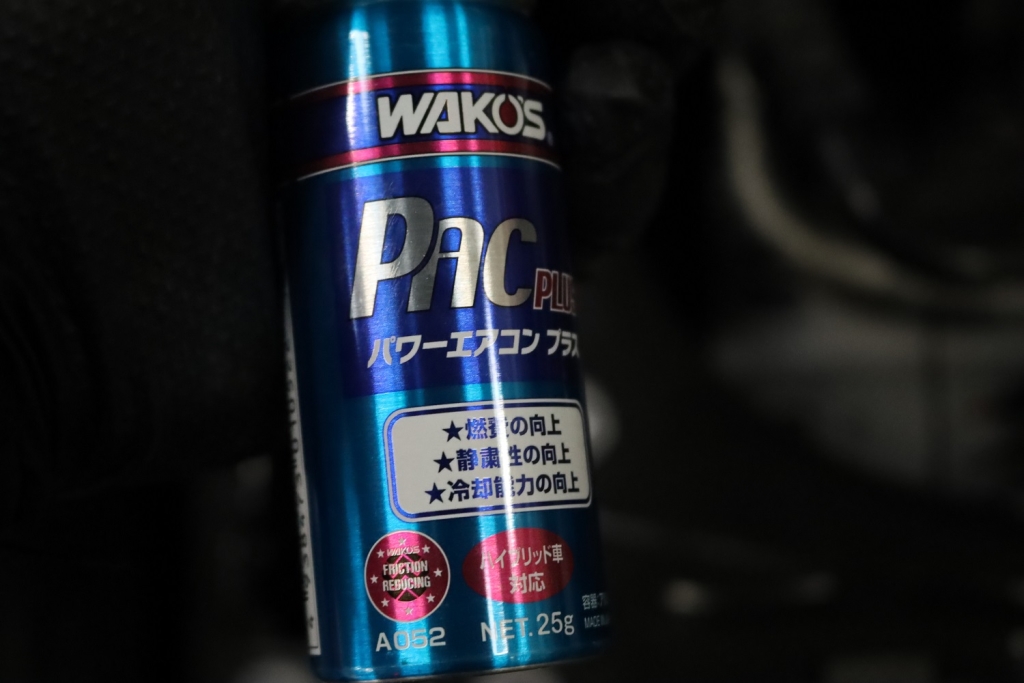 WAKO'S
PAC PLUS
パワーエアコン プラス
★燃費の向上
★静粛性の向上
★冷却能力の向上
WAKO'S
FRICTION
REDUCING
ハイブリッド車
対応
A052
NET. 25g